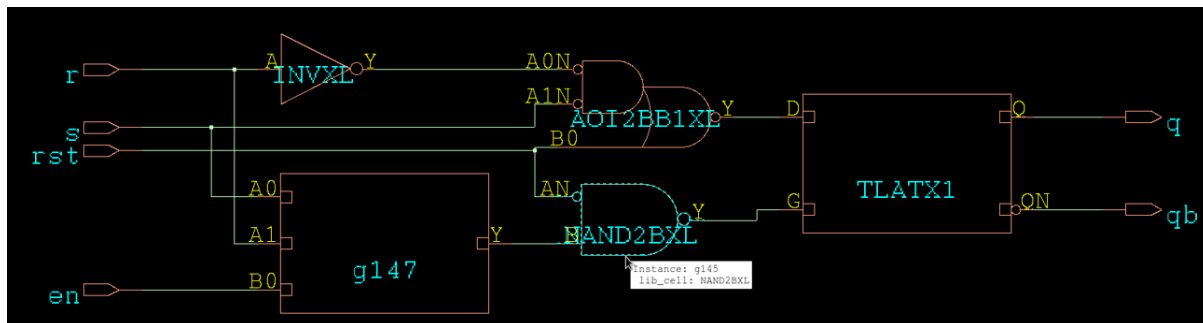 r
A
INVXL
Y
A0N
A1N
AOI2BB1XL
Y
B0
s
rst
D
TLATX1
Q
q
G
QN
qb
A0
A1
Y
g147
B0
en
AN
NAND2BXL
Y
Instance: g145
lib_cell: NAND2BXL